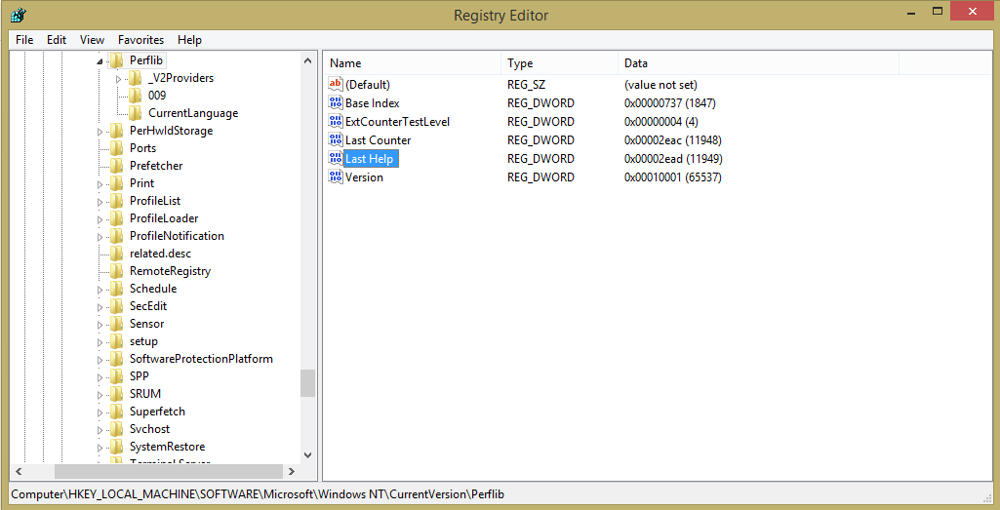 Registry Editor
File Edit View Favorites Help
Perflib
_V2Providers
009
CurrentLanguage
PerHwIdStorage
Ports
Prefetcher
Print
ProfileList
ProfileLoader
ProfileNotification
related.desc
RemoteRegistry
Schedule
SecEdit
Sensor
setup
SoftwareProtectionPlatform
SPP
SRUM
Superfetch
Svchost
SystemRestore
Terminal Server
Name Type Data
(Default) REG_SZ (value not set)
Base Index REG_DWORD 0x00000737 (1847)
ExtCounterTestLevel REG_DWORD 0x00000004 (4)
Last Counter REG_DWORD 0x00002eac (11948)
Last Help REG_DWORD 0x00002ead (11949)
Version REG_DWORD 0x00010001 (65537)
Computer\HKEY_LOCAL_MACHINE\SOFTWARE\Microsoft\Windows NT\CurrentVersion\Perflib